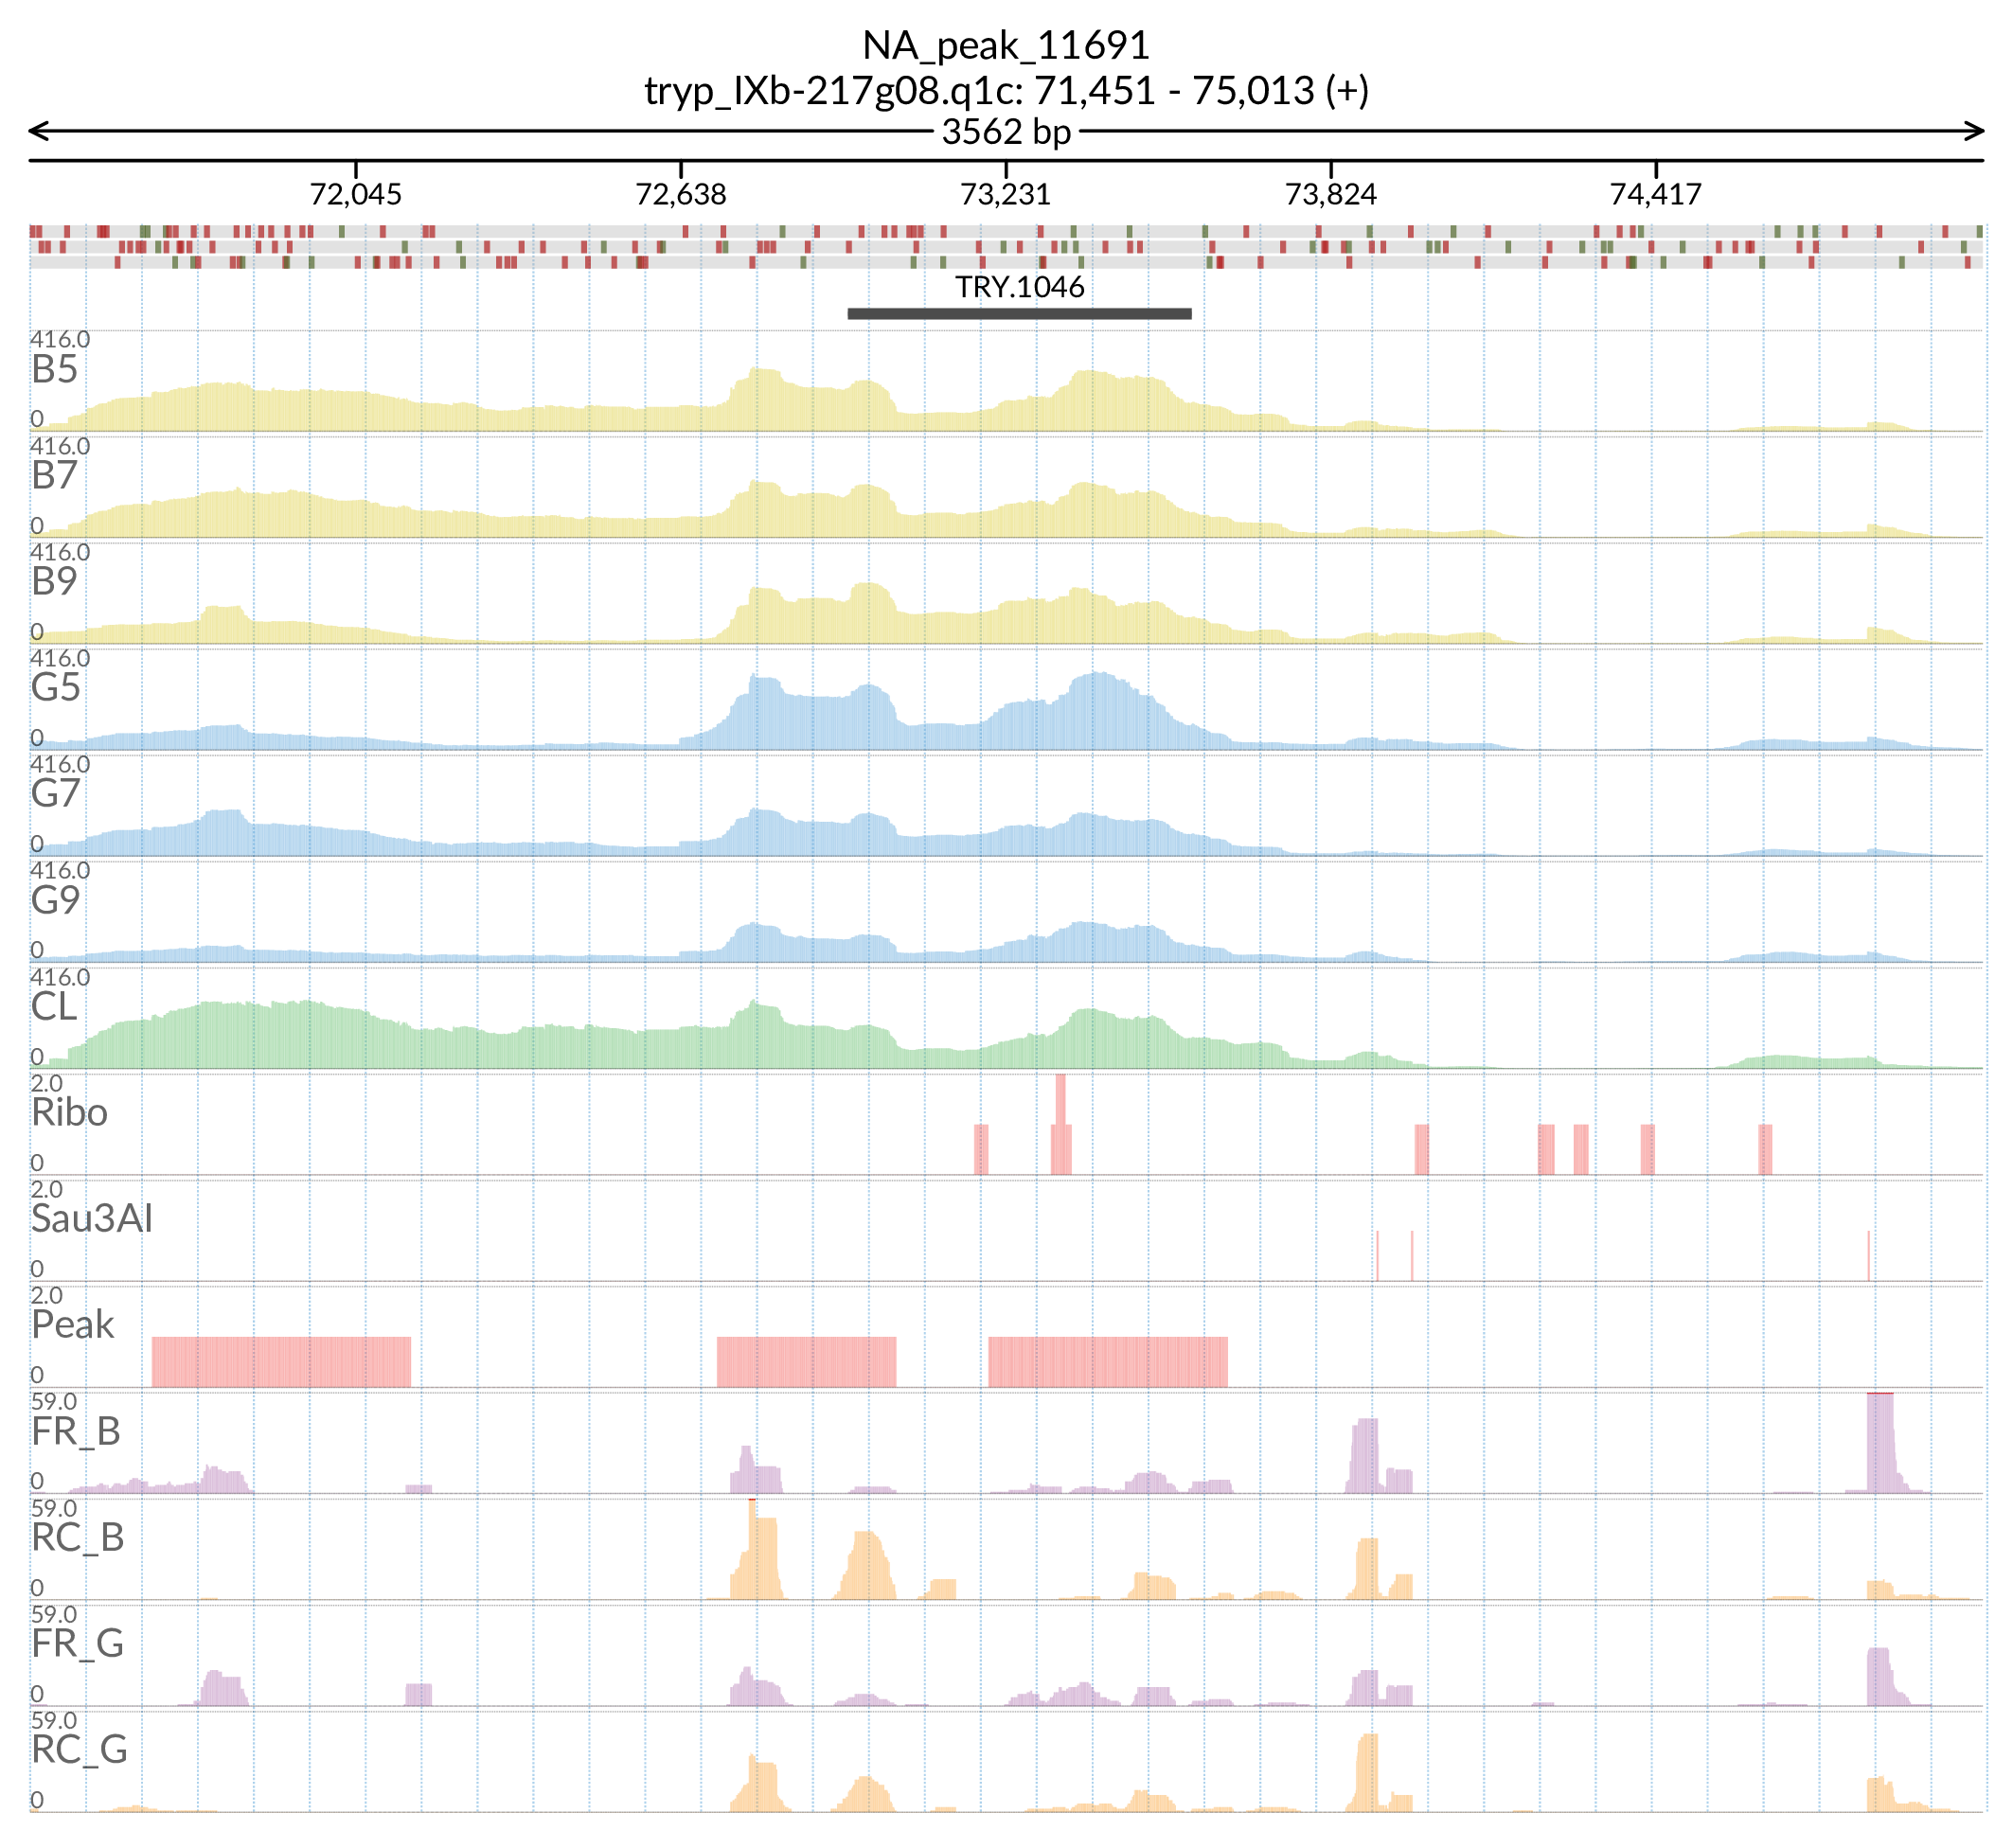 NA_peak_11691
tryp_IXb-217g08.q1c: 71,451 - 75,013 (+)
3562 bp
72,045 72,638 73,231 73,824 74,417
TRY.1046
416.0
B5
0
416.0
B7
0
416.0
B9
0
416.0
G5
0
416.0
G7
0
416.0
G9
0
416.0
CL
0
2.0
Ribo
0
2.0
Sau3AI
0
2.0
Peak
0
59.0
FR_B
0
59.0
RC_B
0
59.0
FR_G
0
59.0
RC_G
0